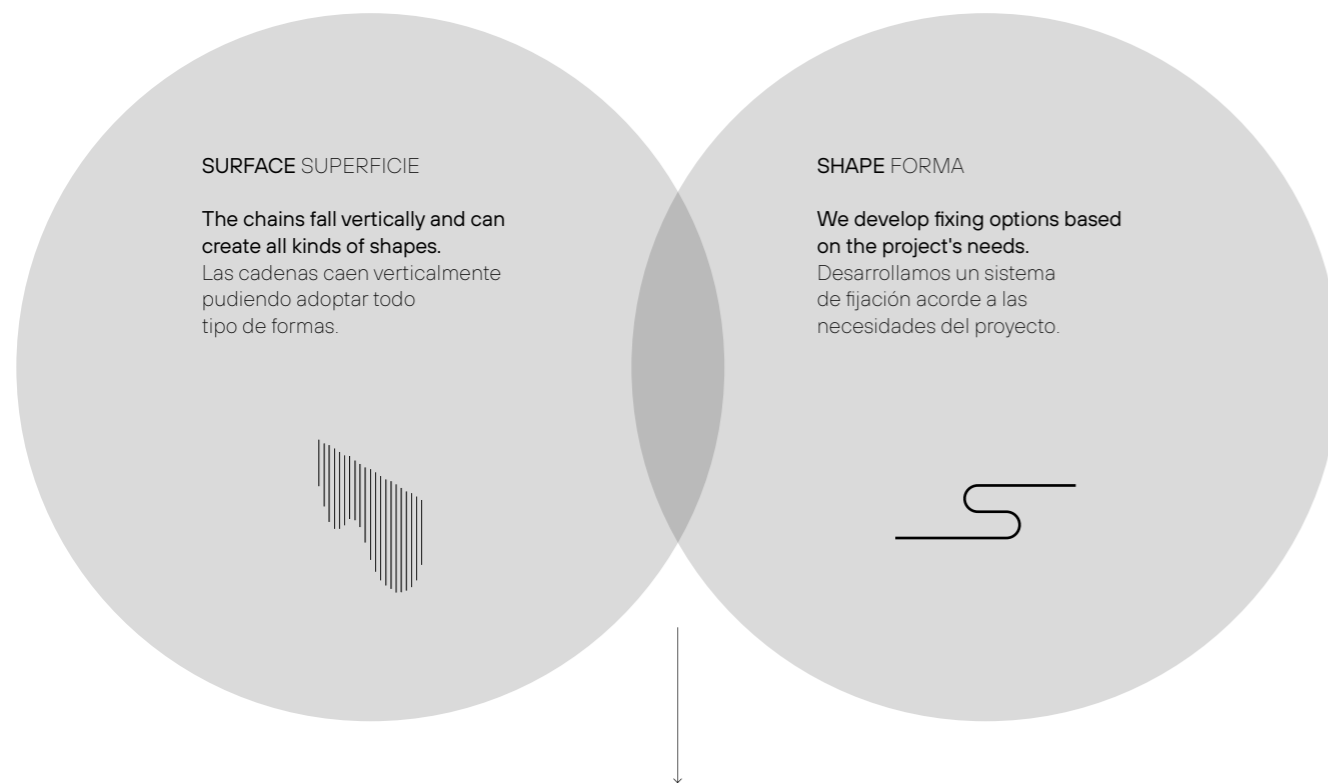 SURFACE SUPERFICIE
The chains fall vertically and can
create all kinds of shapes.
Las cadenas caen verticalmente
pudiendo adoptar todo
tipo de formas.
SHAPE FORMA
We develop fixing options based
on the project's needs.
Desarrollamos un sistema
de fijación acorde a las
necesidades del proyecto.